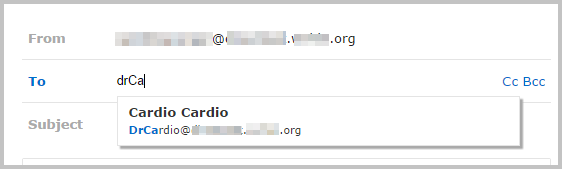 From @ .org
To drCa Cc Bcc
Cardio Cardio
DrCardio@ .org
Subject